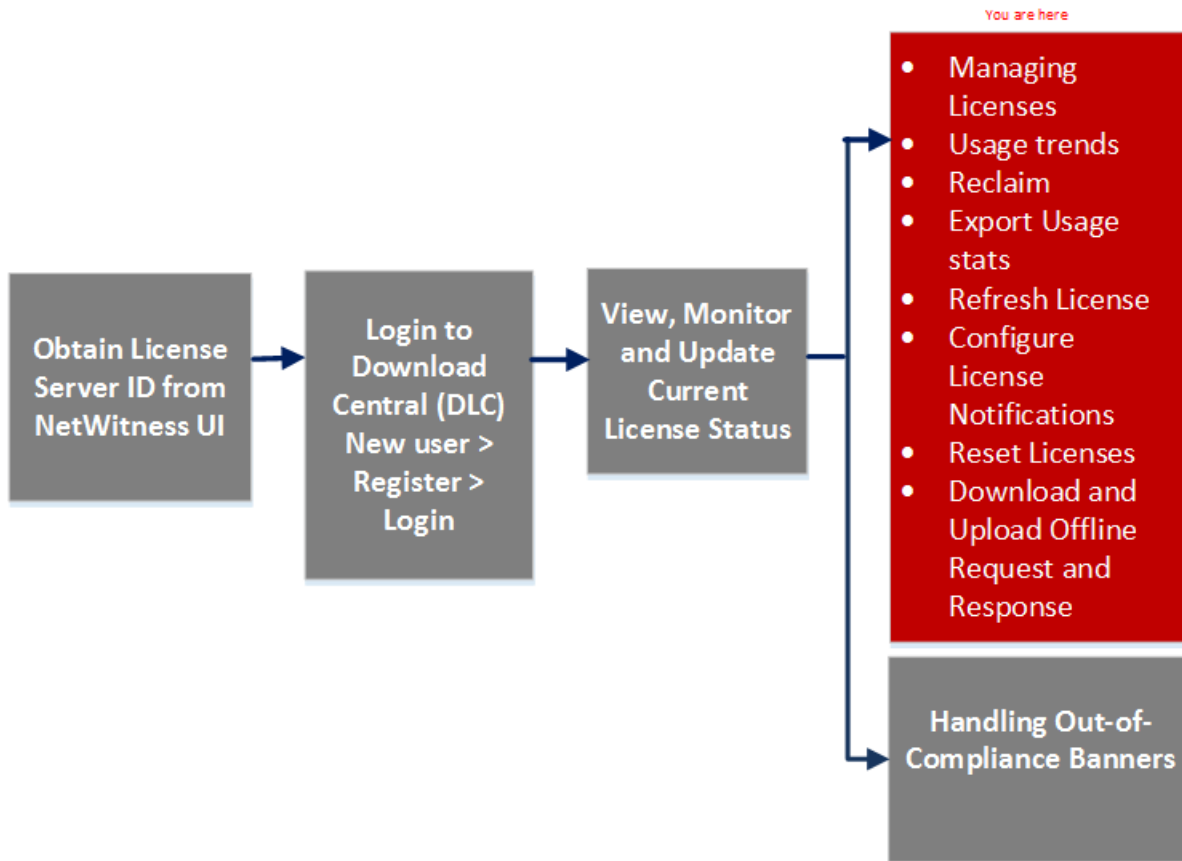 You are here
Obtain License
Server ID from
NetWitness UI
Login to
Download
Central (DLC)
New user >
Register >
Login
View, Monitor
and Update
Current
License Status
• Managing
Licenses
• Usage trends
• Reclaim
• Export Usage
stats
• Refresh License
• Configure
License
Notifications
• Reset Licenses
• Download and
Upload Offline
Request and
Response
Handling Out-of-
Compliance Banners